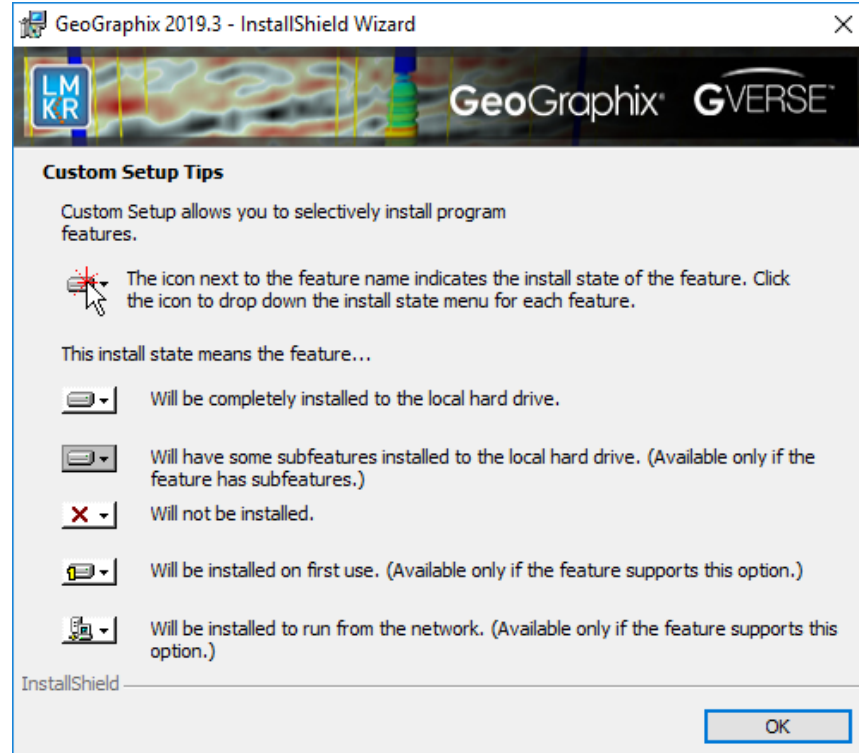 GeoGraphix 2019.3 - InstallShield Wizard
LM
KR
GeoGraphix® GVERSE™
Custom Setup Tips
Custom Setup allows you to selectively install program
features.
The icon next to the feature name indicates the install state of the feature. Click
the icon to drop down the install state menu for each feature.
This install state means the feature...
Will be completely installed to the local hard drive.
Will have some subfeatures installed to the local hard drive. (Available only if the
feature has subfeatures.)
Will not be installed.
Will be installed on first use. (Available only if the feature supports this option.)
Will be installed to run from the network. (Available only if the feature supports this
option.)
InstallShield
OK